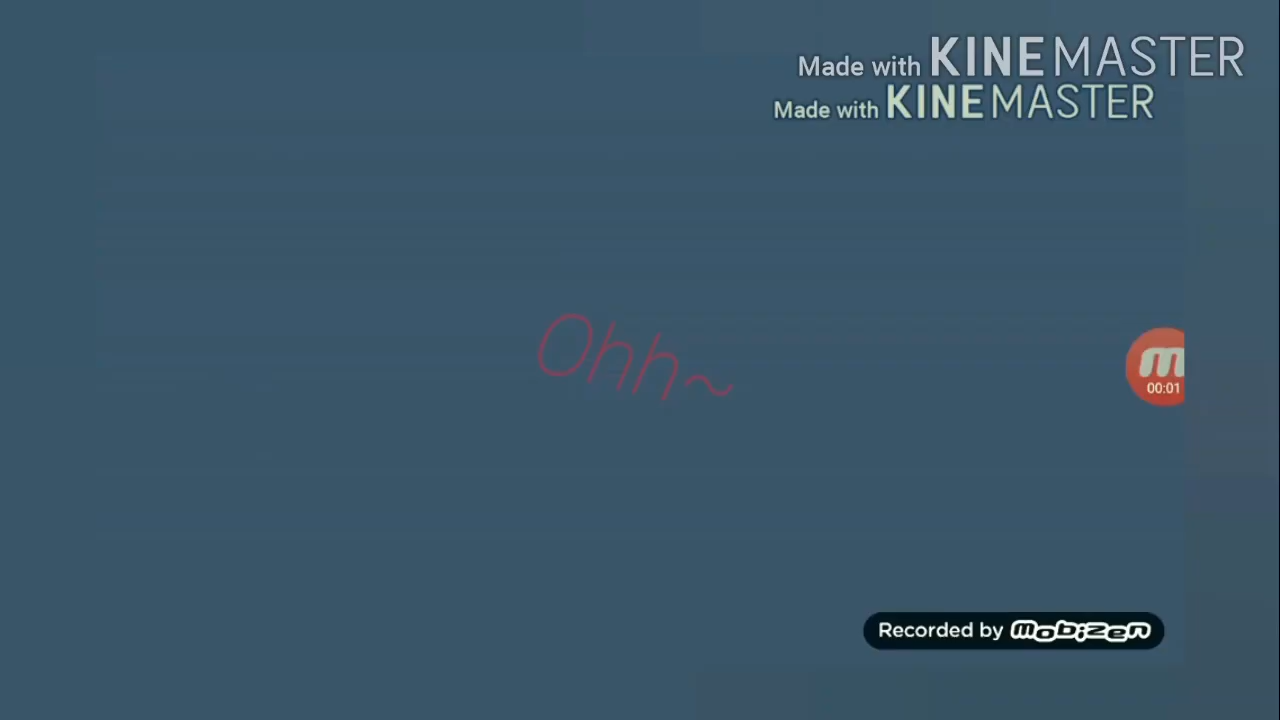 Made with KINEMASTER
Made with KINEMASTER
Ohh~
m
00:01
Recorded by mobizen